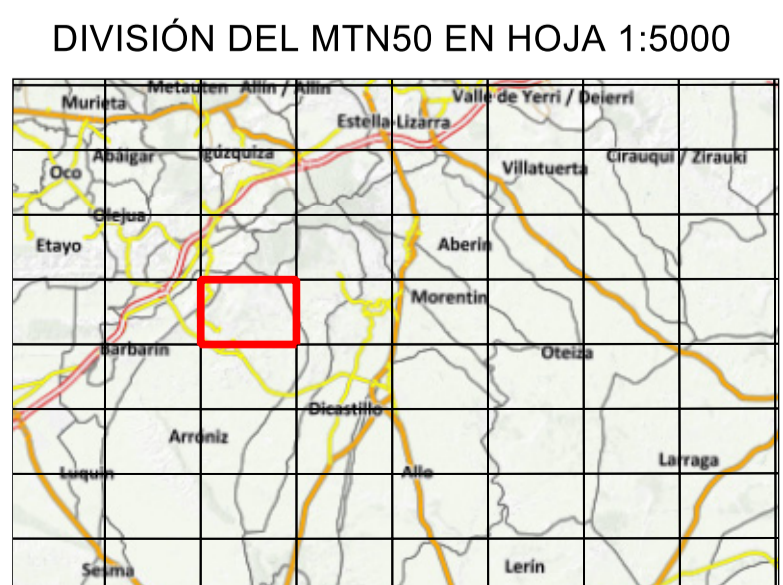 DIVISIÓN DEL MTN50 EN HOJA 1:5000
Metauten Allín / Allin
Murieta
Valle de Yerri / Deierri
Estella-Lizarra
Abáigar
Igúzquiza
Cirauqui / Zirauki
Villatuerta
Oco
Olejua
Etayo
Aberin
Morentin
Barbarin
Oteiza
Dicastillo
Arróniz
Larraga
Luquin
Allo
Lerín
Sesma